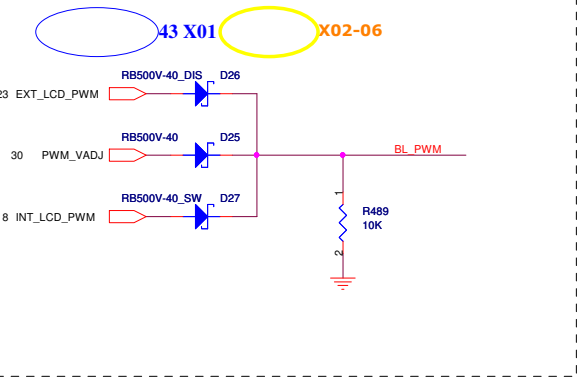 43 X01
X02-06
RB500V-40_DIS D26
23 EXT_LCD_PWM
RB500V-40 D25
30 PWM_VADJ
BL_PWM
RB500V-40_SW D27
8 INT_LCD_PWM
1
R489
10K
2